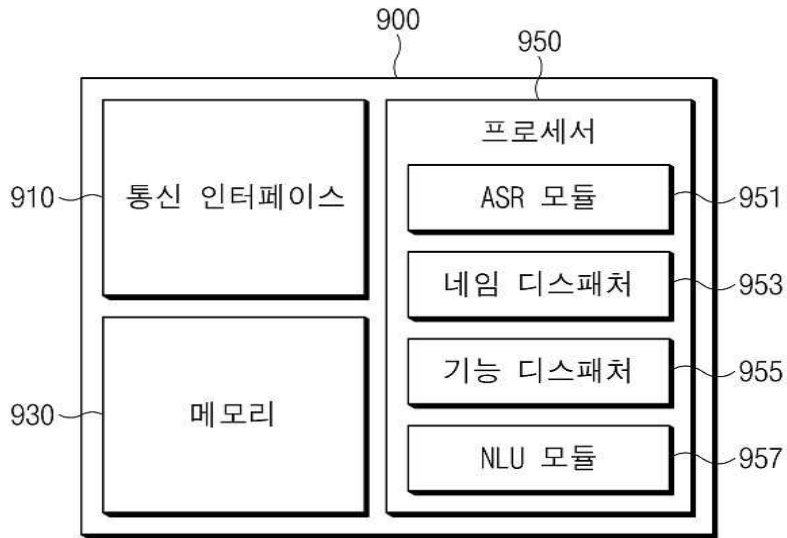 900
950
프로세서
910
통신 인터페이스
ASR 모듈
951
네임 디스패처
953
기능 디스패처
955
930
메모리
NLU 모듈
957